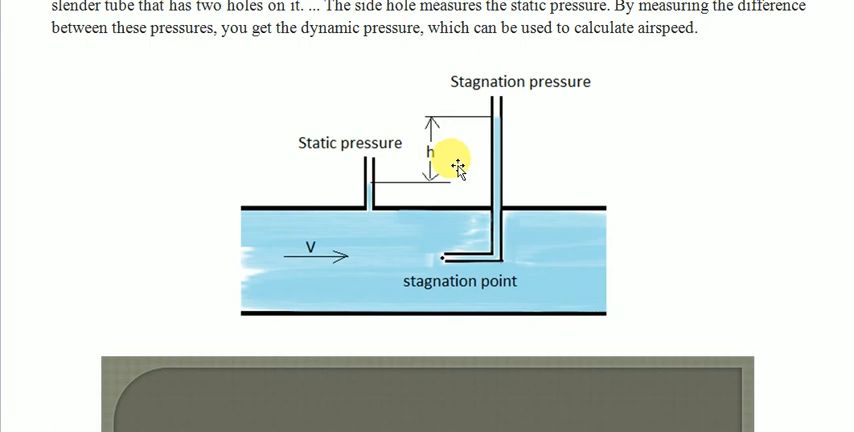 slender tube that has two holes on it. ... The side hole measures the static pressure. By measuring the difference
between these pressures, you get the dynamic pressure, which can be used to calculate airspeed.
Stagnation pressure
Static pressure
h
V
stagnation point